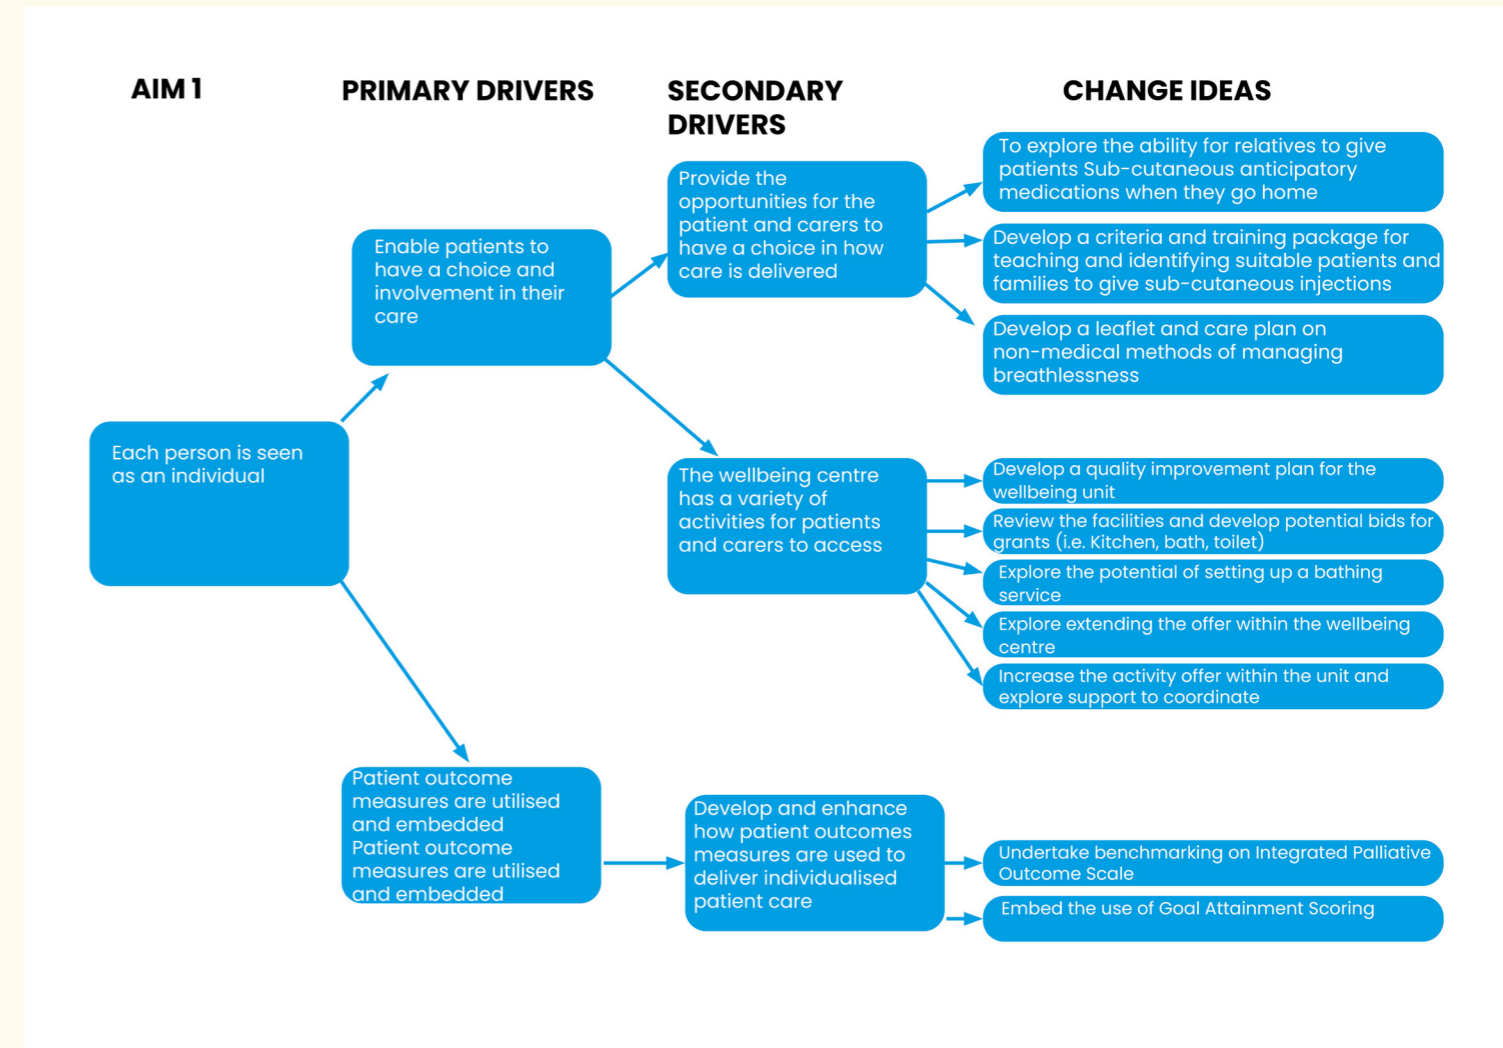 AIM 1
PRIMARY DRIVERS
SECONDARY
DRIVERS
CHANGE IDEAS
Each person is seen
as an individual
Enable patients to
have a choice and
involvement in their
care
Provide the
opportunities for the
patient and carers to
have a choice in how
care is delivered
To explore the ability for relatives to give
patients Sub-cutaneous anticipatory
medications when they go home
Develop a criteria and training package for
teaching and identifying suitable patients and
families to give sub-cutaneous injections
Develop a leaflet and care plan on
non-medical methods of managing
breathlessness
The wellbeing centre
has a variety of
activities for patients
and carers to access
Develop a quality improvement plan for the
wellbeing unit
Review the facilities and develop potential bids for
grants (i.e. Kitchen, bath, toilet)
Explore the potential of setting up a bathing
service
Explore extending the offer within the wellbeing
centre
Increase the activity offer within the unit and
explore support to coordinate
Patient outcome
measures are utilised
and embedded
Patient outcome
measures are utilised
and embedded
Develop and enhance
how patient outcomes
measures are used to
deliver individualised
patient care
Undertake benchmarking on Integrated Palliative
Outcome Scale
Embed the use of Goal Attainment Scoring